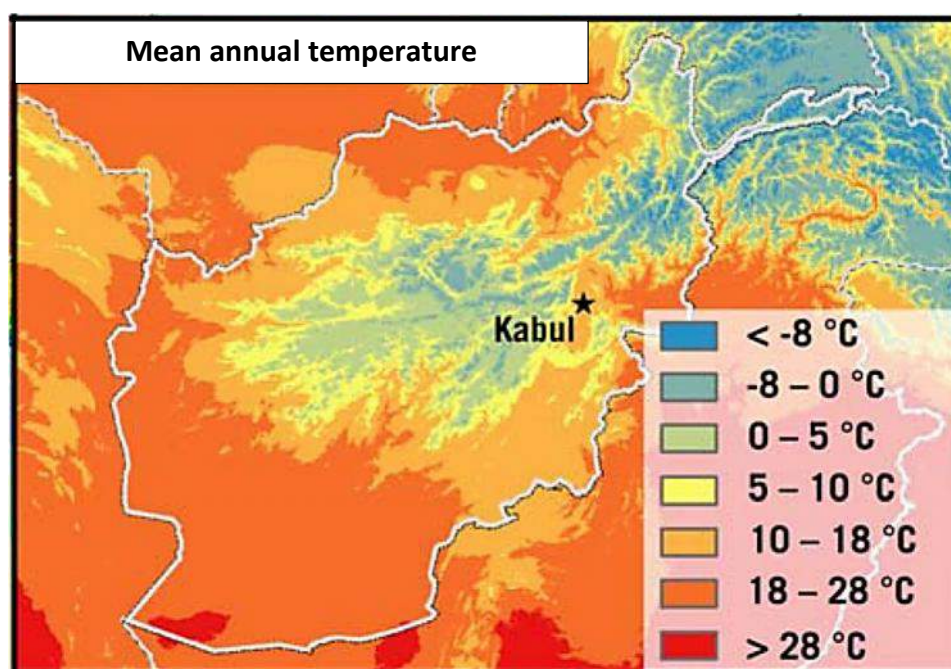 Mean annual temperature
Kabul
< -8 °C
-8 – 0 °C
0 – 5 °C
5 – 10 °C
10 – 18 °C
18 – 28 °C
> 28 °C